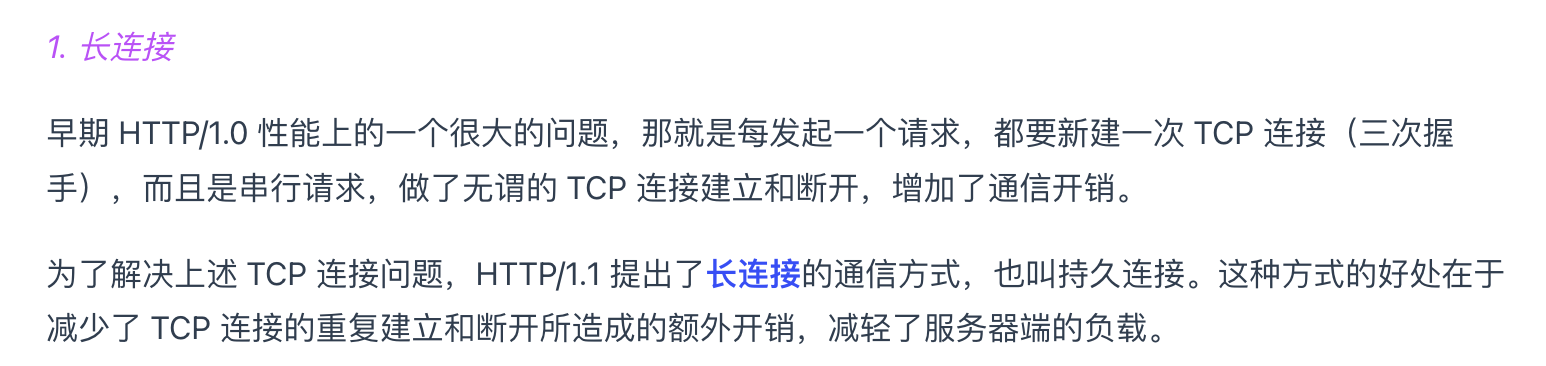 1. 长连接
早期 HTTP/1.0 性能上的一个很大的问题，那就是每发起一个请求，都要新建一次 TCP 连接（三次握
手），而且是串行请求，做了无谓的 TCP 连接建立和断开，增加了通信开销。
为了解决上述 TCP 连接问题，HTTP/1.1 提出了长连接的通信方式，也叫持久连接。这种方式的好处在于
减少了 TCP 连接的重复建立和断开所造成的额外开销，减轻了服务器端的负载。